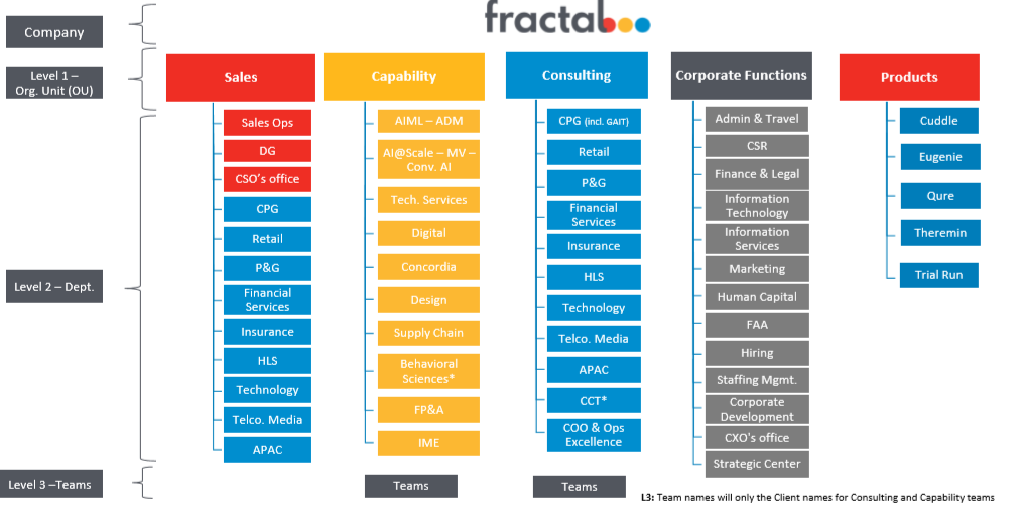 fractal
Company
Level 1 –
Org. Unit (OU)
Sales
Capability
Consulting
Corporate Functions
Products
Level 2 – Dept.
Sales Ops
DG
CSO's office
CPG
Retail
P&G
Financial
Services
Insurance
HLS
Technology
Telco. Media
APAC
AIML – ADM
AI@Scale – IMV –
Conv. AI
Tech. Services
Digital
Concordia
Design
Supply Chain
Behavioral
Sciences*
FP&A
IME
CPG (incl. GAIT)
Retail
P&G
Financial
Services
Insurance
HLS
Technology
Telco. Media
APAC
CCT*
COO & Ops
Excellence
Admin & Travel
CSR
Finance & Legal
Information
Technology
Information
Services
Marketing
Human Capital
FAA
Hiring
Staffing Mgmt.
Corporate
Development
CXO's office
Strategic Center
Cuddle
Eugenie
Qure
Theremin
Trial Run
Level 3 –Teams
Teams
Teams
L3: Team names will only the Client names for Consulting and Capability teams